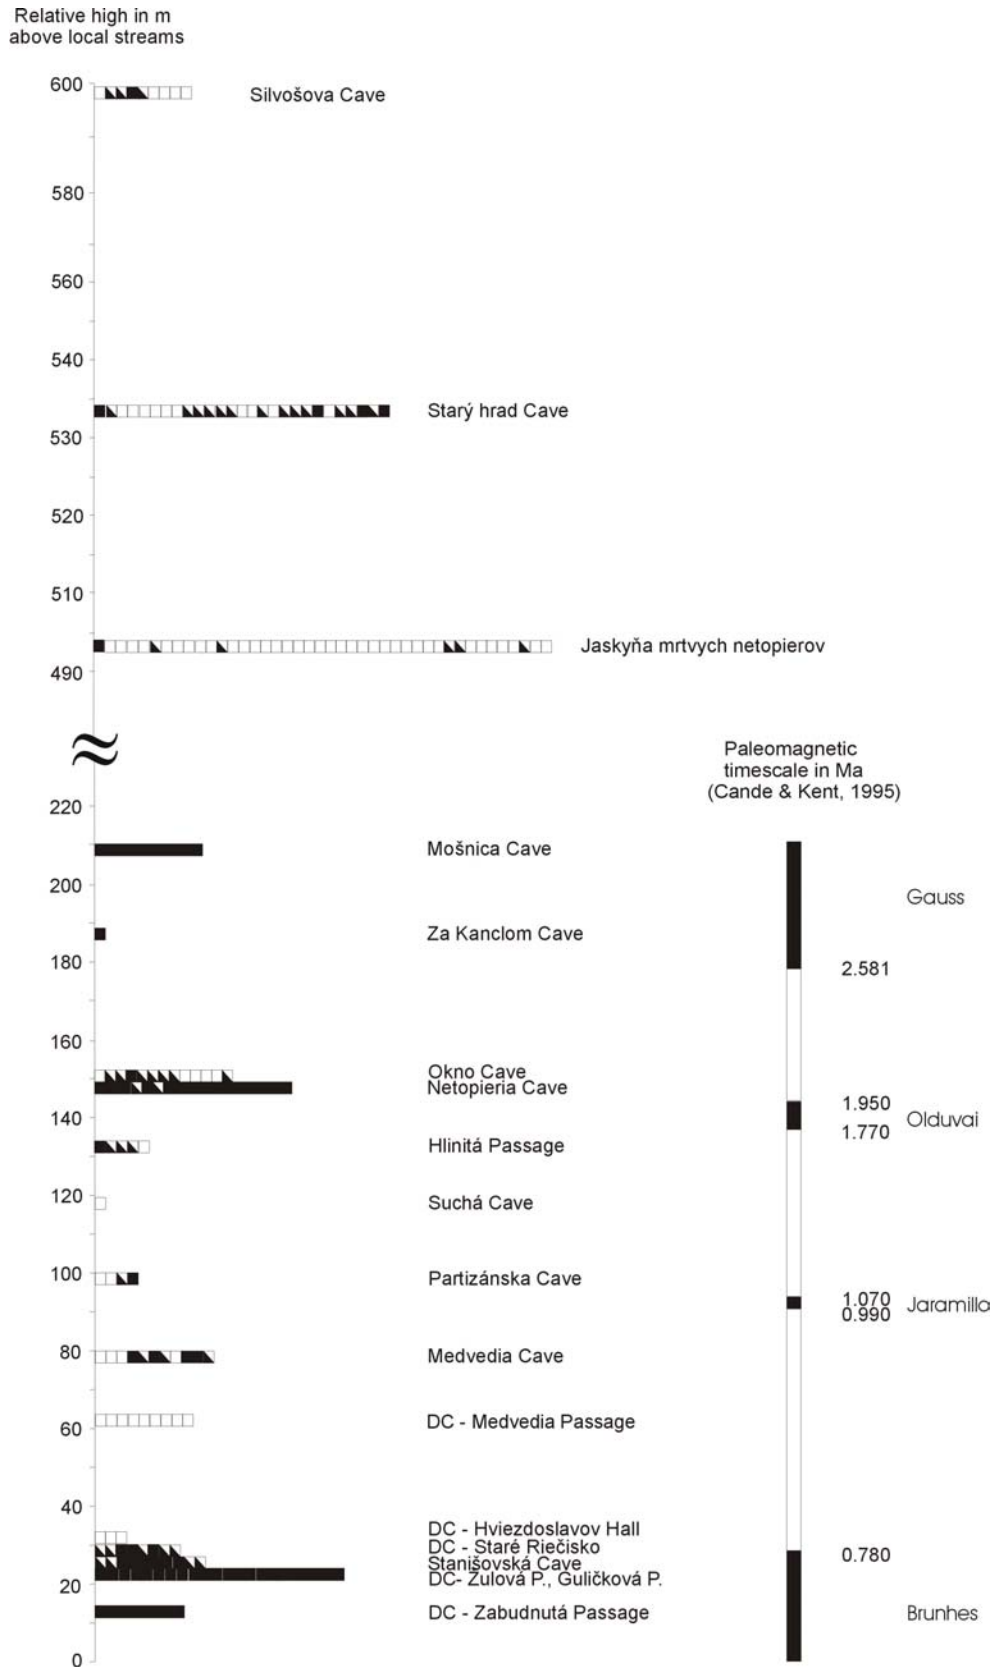 Relative high in m
above local streams
600
Silvošova Cave
580
560
540
Starý hrad Cave
530
520
510
Jaskyňa mrtvych netopierov
490
Paleomagnetic
timescale in Ma
(Cande & Kent, 1995)
220
Mošnica Cave
200
Gauss
Za Kanclom Cave
180
2.581
160
Okno Cave
Netopieria Cave
1.950
140
Olduvai
1.770
Hlinitá Passage
120
Suchá Cave
100
Partizánska Cave
1.070
Jaramillo
0.990
80
Medvedia Cave
60
DC - Medvedia Passage
40
DC - Hviezdoslavov Hall
DC - Staré Riečisko
0.780
Stanišovská Cave
20
DC- Žulová P., Guličková P.
DC - Zabudnutá Passage
Brunhes
0